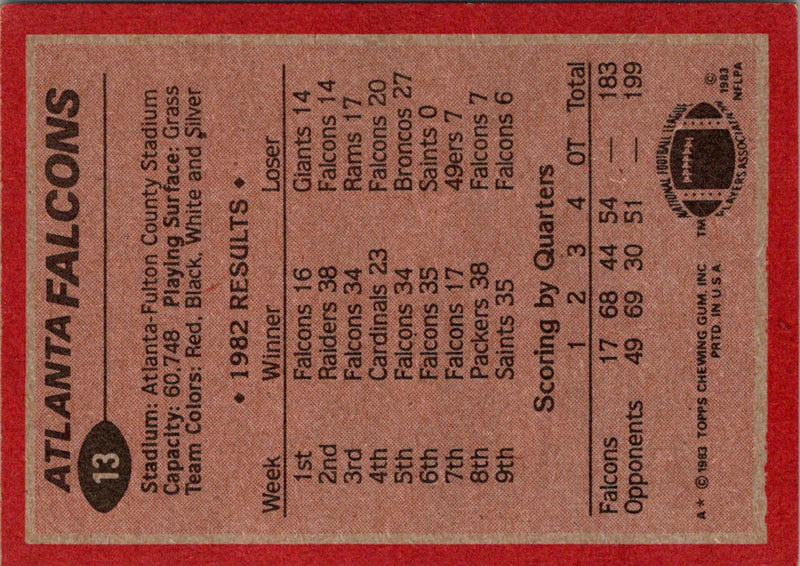 ATLANTA FALCONS
13
Stadium: Atlanta-Fulton County Stadium
Capacity: 60,748 Playing Surface: Grass
Team Colors: Red, Black, White and Silver
◆ 1982 RESULTS ◆
Week Winner Loser
1st Falcons 16 Giants 14
2nd Raiders 38 Falcons 14
3rd Falcons 34 Rams 17
4th Cardinals 23 Falcons 20
5th Falcons 34 Broncos 27
6th Falcons 35 Saints 0
7th Falcons 17 49ers 7
8th Packers 38 Falcons 7
9th Saints 35 Falcons 6
Scoring by Quarters
1 2 3 4 OT Total
Falcons 17 68 44 54 — 183
Opponents 49 69 30 51 — 199
A* © 1983 TOPPS CHEWING GUM, INC.
PRTD. IN U.S.A.
TM
NATIONAL FOOTBALL LEAGUE
PLAYERS ASSOCIATION
© 1983
NFLPA